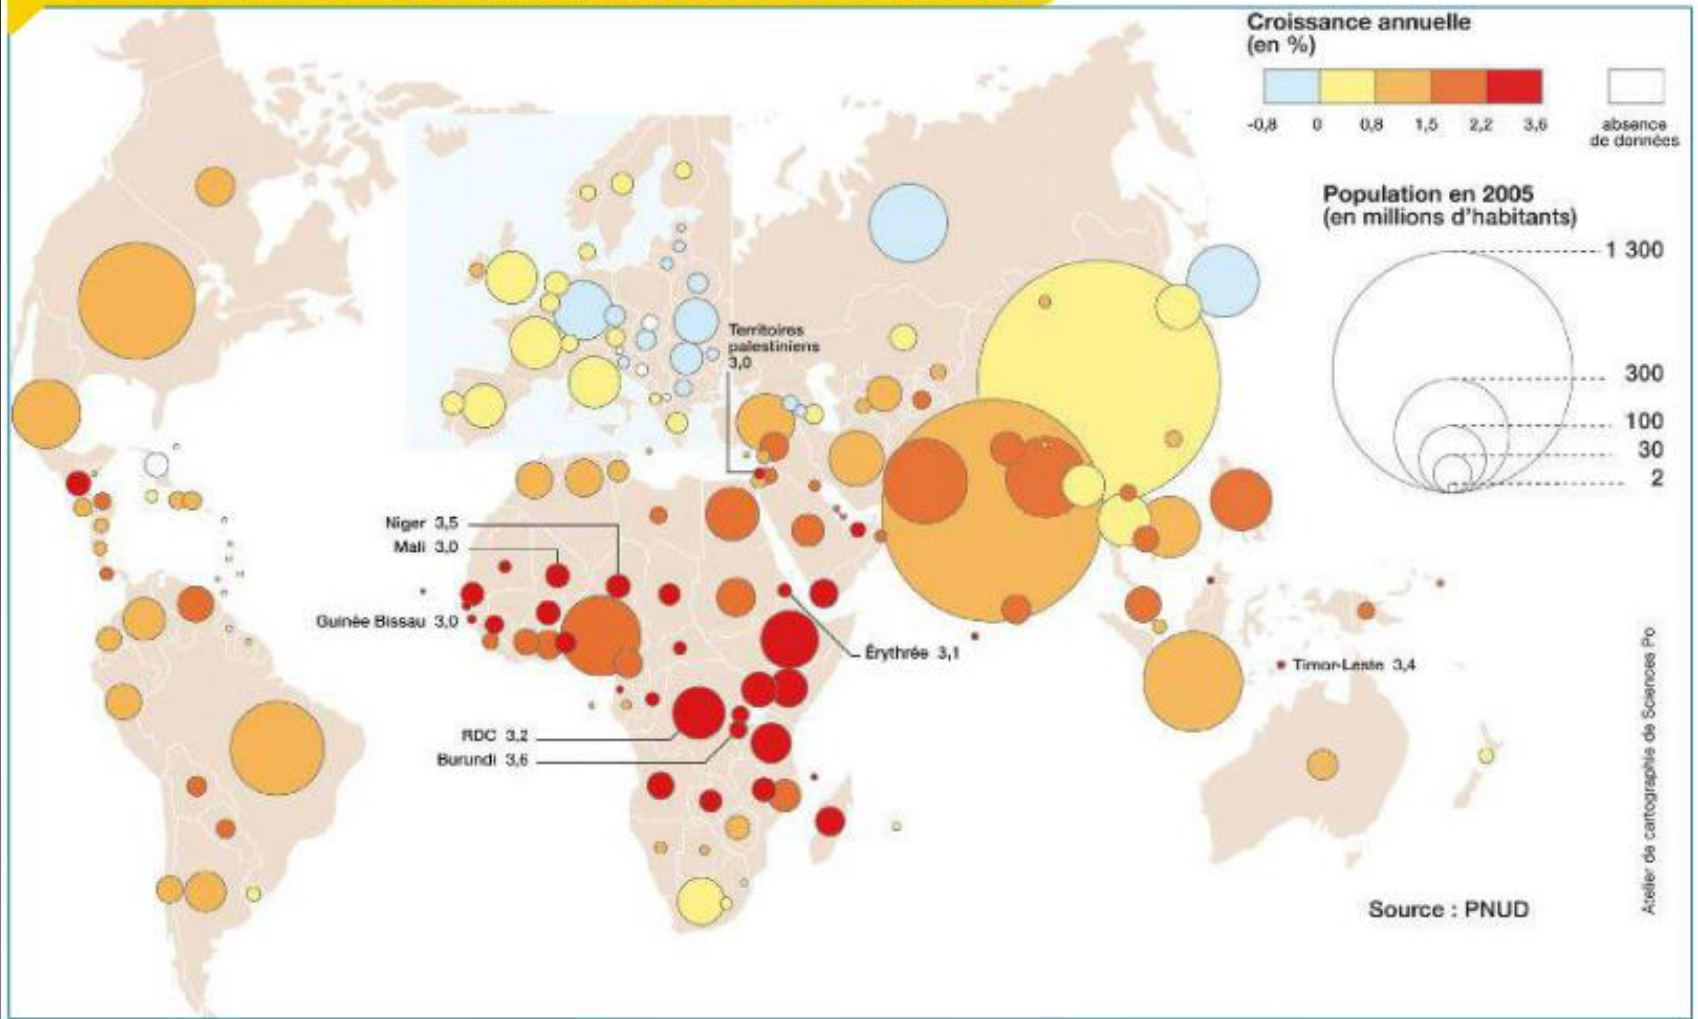 Croissance annuelle
(en %)
-0,8 0 0,8 1,5 2,2 3,6
absence
de données
Population en 2005
(en millions d'habitants)
1 300
300
100
30
2
Territoires
palestiniens
3,0
Niger 3,5
Mali 3,0
Guinée Bissau 3,0
Érythrée 3,1
Timor-Leste 3,4
RDC 3,2
Burundi 3,6
Source : PNUD
Atelier de cartographie de Sciences Po